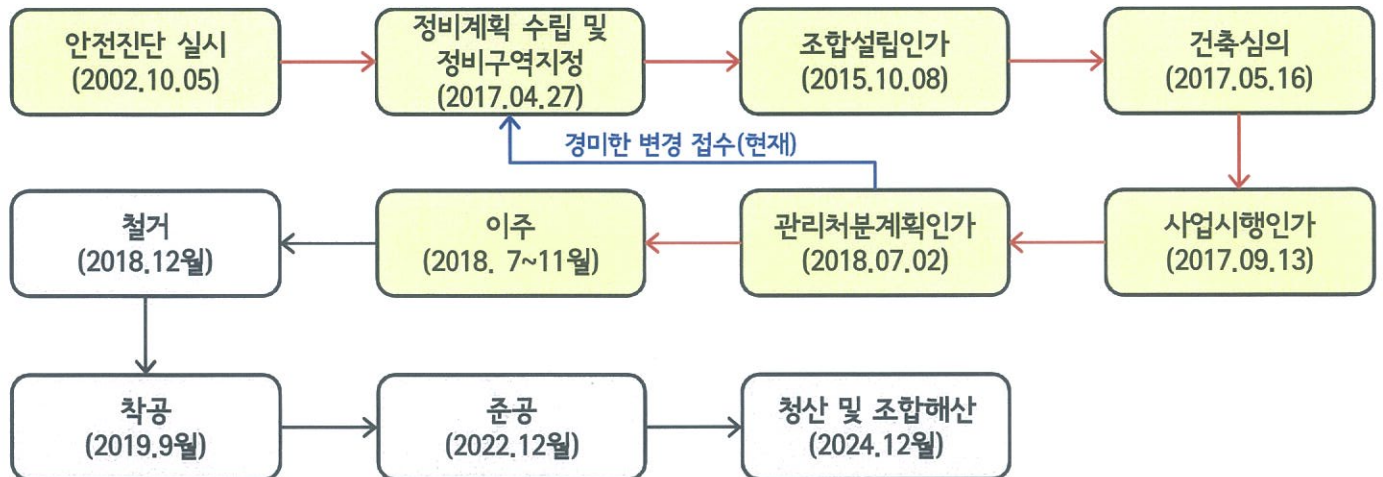 안전진단 실시
(2002.10.05)
정비계획 수립 및
정비구역지정
(2017.04.27)
조합설립인가
(2015.10.08)
건축심의
(2017.05.16)
경미한 변경 접수(현재)
철거
(2018.12월)
이주
(2018. 7~11월)
관리처분계획인가
(2018.07.02)
사업시행인가
(2017.09.13)
착공
(2019.9월)
준공
(2022.12월)
청산 및 조합해산
(2024.12월)